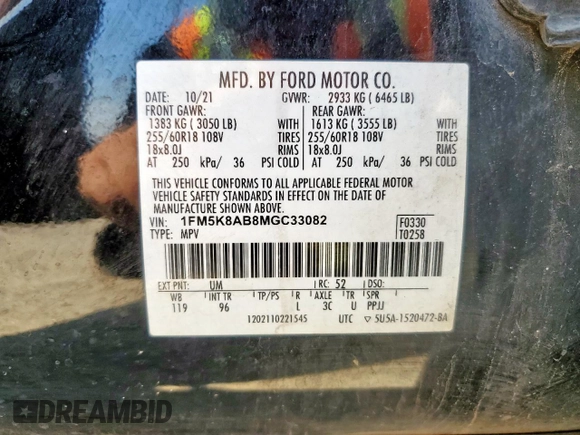 MFD. BY FORD MOTOR CO.
DATE: 10/21 GVWR: 2933 KG ( 6465 LB)
FRONT GAWR: REAR GAWR:
1383 KG ( 3050 LB) WITH 1613 KG ( 3555 LB) WITH
255/60R18 108V TIRES 255/60R18 108V TIRES
18x8.0J RIMS 18x8.0J RIMS
AT 250 kPa/ 36 PSI COLD AT 250 kPa/ 36 PSI COLD
THIS VEHICLE CONFORMS TO ALL APPLICABLE FEDERAL MOTOR
VEHICLE SAFETY STANDARDS IN EFFECT ON THE DATE OF
MANUFACTURE SHOWN ABOVE.
VIN: 1FM5K8AB8MGC33082 F0330
TYPE: MPV T0258
EXT PNT: UM RC: 52 DSO:
WB INT TR TP/PS R AXLE TR SPR
119 96 L 3C U PPJJ
1202110221545 UTC ▽ 5U5A-1520472-8A
DREAMBID